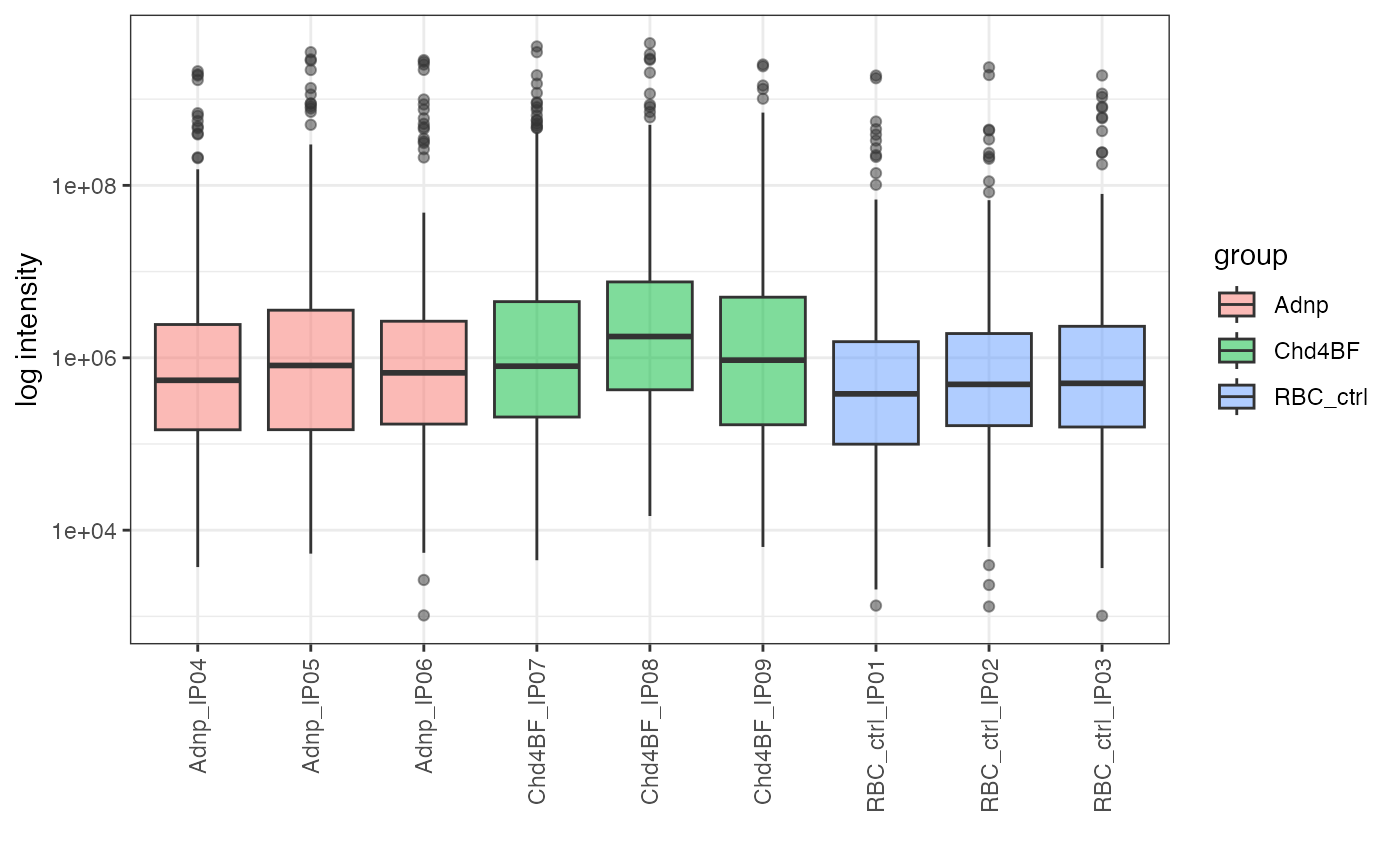 log intensity
1e+08
1e+06
1e+04
Adnp_IP04
Adnp_IP05
Adnp_IP06
Chd4BF_IP07
Chd4BF_IP08
Chd4BF_IP09
RBC_ctrl_IP01
RBC_ctrl_IP02
RBC_ctrl_IP03
group
Adnp
Chd4BF
RBC_ctrl